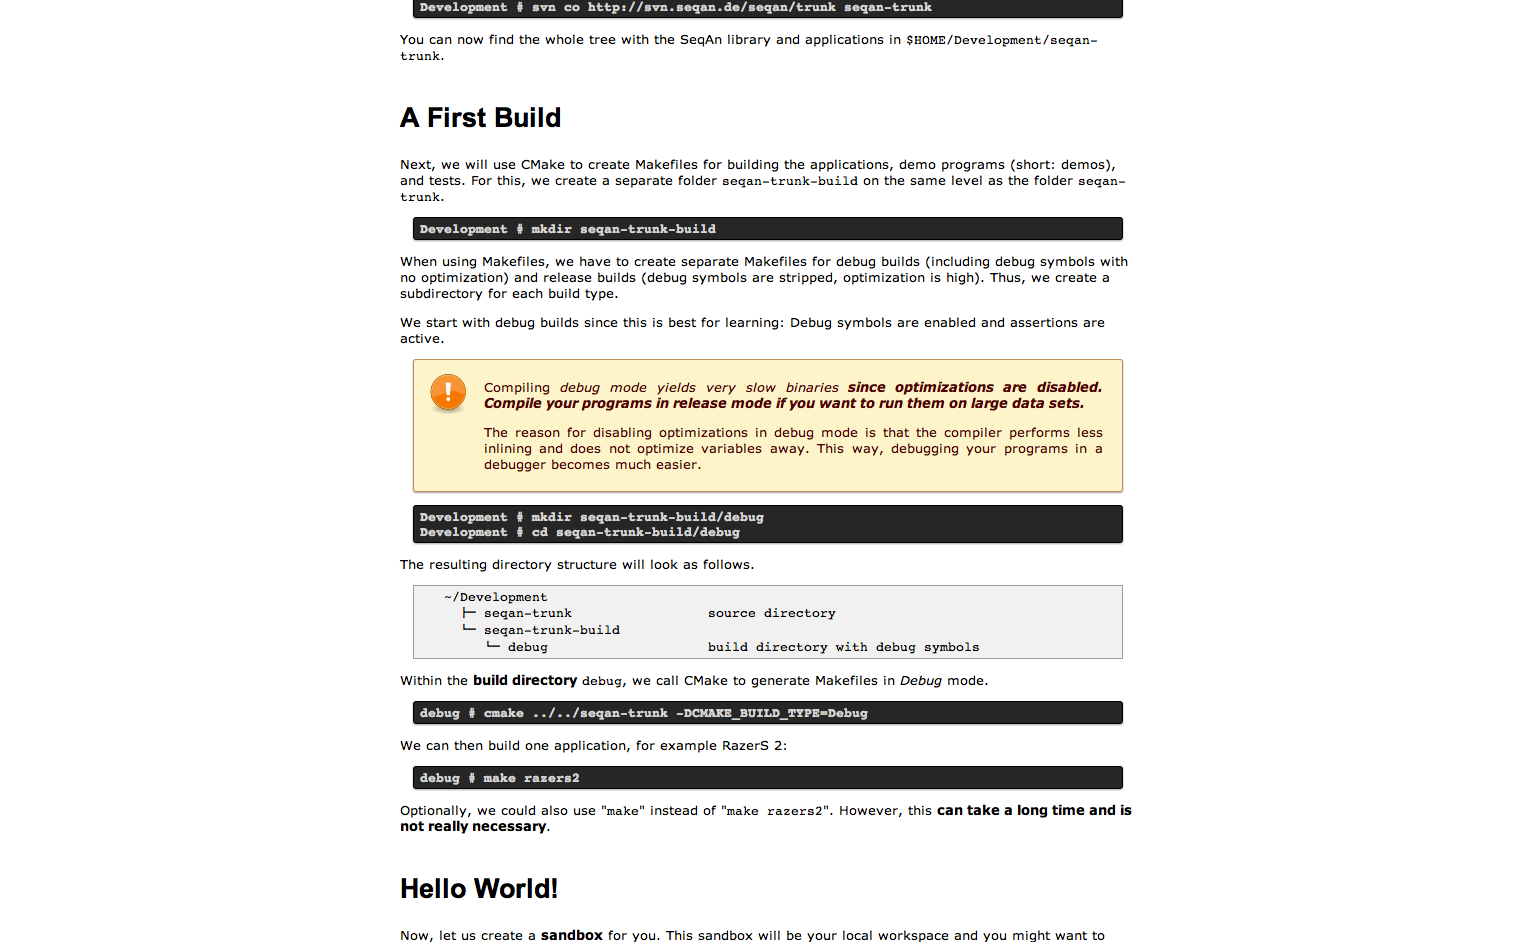 Development # svn co http://svn.seqan.de/seqan/trunk seqan-trunk
You can now find the whole tree with the SeqAn library and applications in $HOME/Development/seqan-
trunk.
A First Build
Next, we will use CMake to create Makefiles for building the applications, demo programs (short: demos),
and tests. For this, we create a separate folder seqan-trunk-build on the same level as the folder seqan-
trunk.
Development # mkdir seqan-trunk-build
When using Makefiles, we have to create separate Makefiles for debug builds (including debug symbols with
no optimization) and release builds (debug symbols are stripped, optimization is high). Thus, we create a
subdirectory for each build type.
We start with debug builds since this is best for learning: Debug symbols are enabled and assertions are
active.
Compiling debug mode yields very slow binaries since optimizations are disabled.
Compile your programs in release mode if you want to run them on large data sets.
The reason for disabling optimizations in debug mode is that the compiler performs less
inlining and does not optimize variables away. This way, debugging your programs in a
debugger becomes much easier.
Development # mkdir seqan-trunk-build/debug
Development # cd seqan-trunk-build/debug
The resulting directory structure will look as follows.
~/Development
├─ seqan-trunk source directory
└─ seqan-trunk-build
└─ debug build directory with debug symbols
Within the build directory debug, we call CMake to generate Makefiles in Debug mode.
debug # cmake ../../seqan-trunk -DCMAKE_BUILD_TYPE=Debug
We can then build one application, for example RazerS 2:
debug # make razers2
Optionally, we could also use "make" instead of "make razers2". However, this can take a long time and is
not really necessary.
Hello World!
Now, let us create a sandbox for you. This sandbox will be your local workspace and you might want to